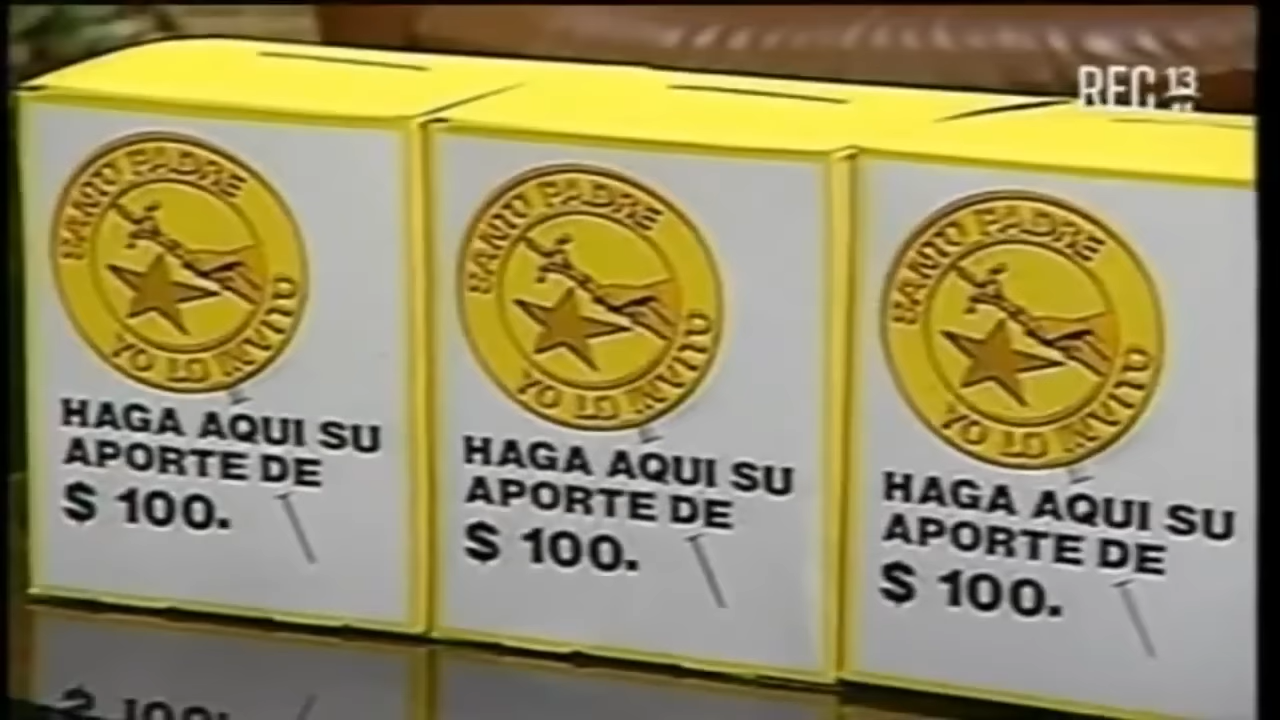 REC 13
SANTO PADRE
YO LO INVITO
HAGA AQUI SU
APORTE DE
$ 100.
SANTO PADRE
YO LO INVITO
HAGA AQUI SU
APORTE DE
$ 100.
SANTO PADRE
YO LO INVITO
HAGA AQUI SU
APORTE DE
$ 100.